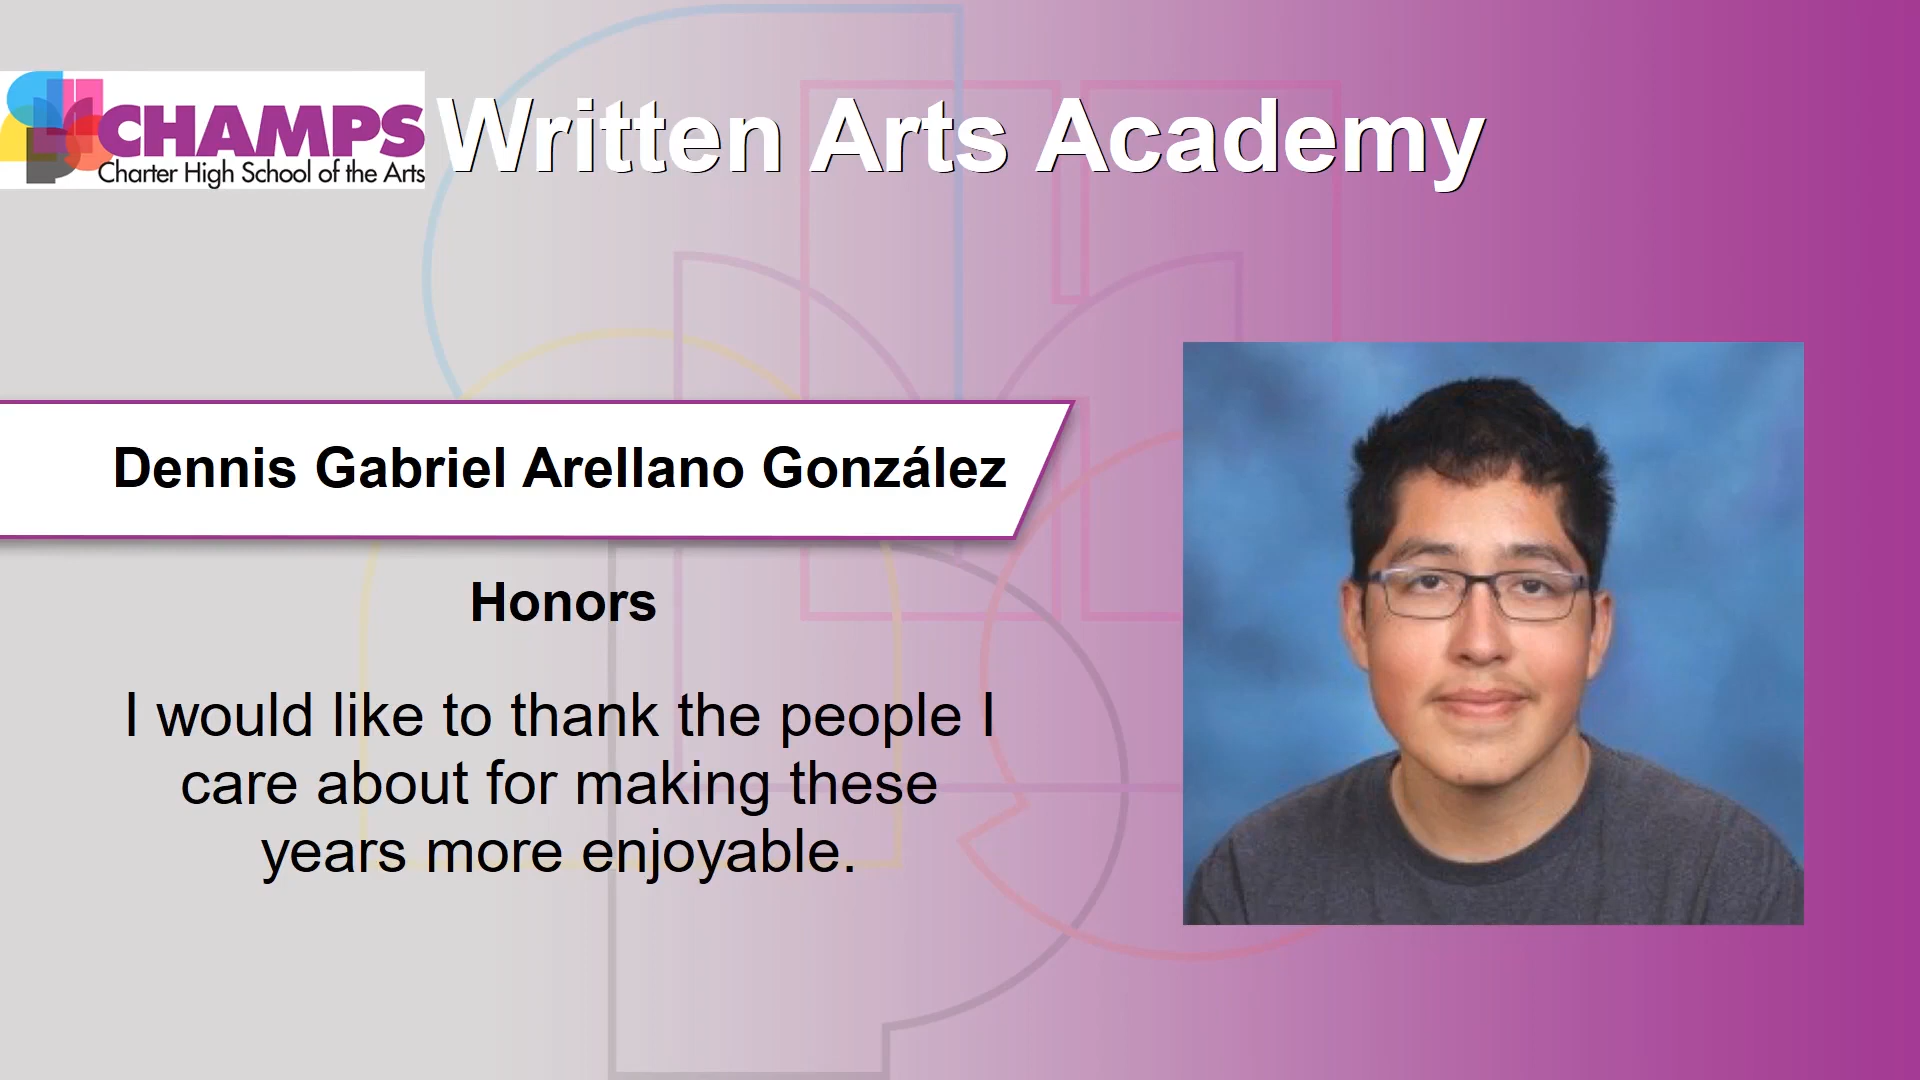 CHAMPS
Charter High School of the Arts
Written Arts Academy
Dennis Gabriel Arellano González
Honors
I would like to thank the people I
care about for making these
years more enjoyable.